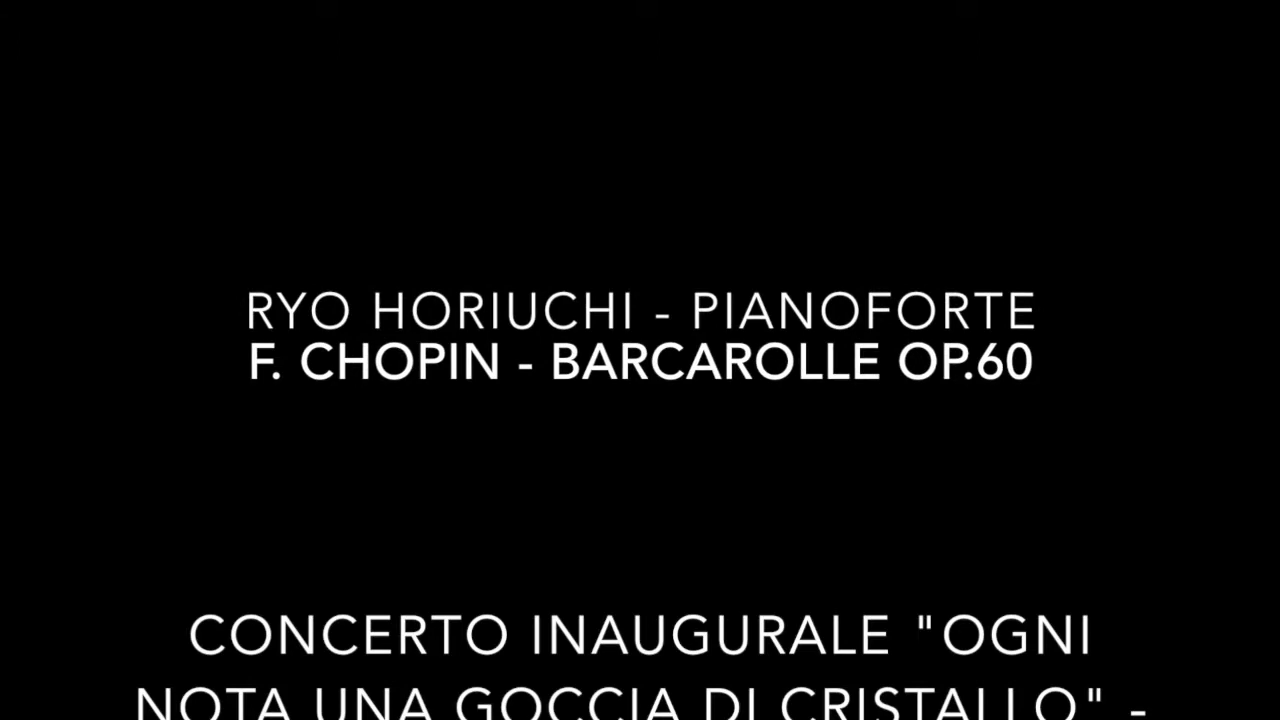 RYO HORIUCHI - PIANOFORTE
F. CHOPIN - BARCAROLLE OP.60
CONCERTO INAUGURALE "OGNI
NOTA UNA GOCCIA DI CRISTALLO" -